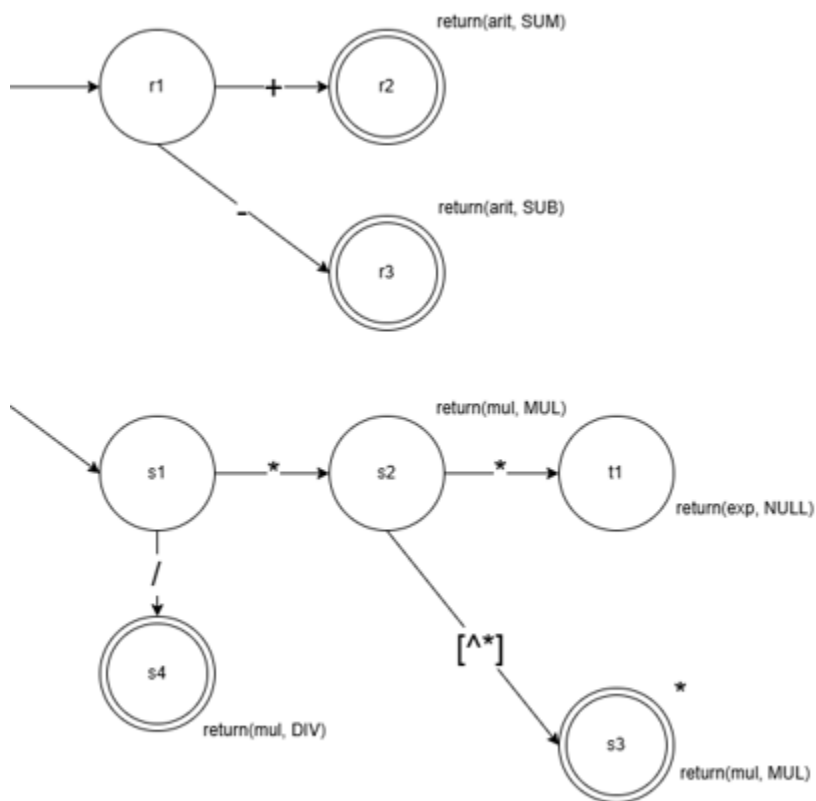 return(arit, SUM)
r1
+
r2
-
return(arit, SUB)
r3
return(mul, MUL)
s1
*
s2
*
t1
return(exp, NULL)
/
[^*]
s4
*
return(mul, DIV)
s3
return(mul, MUL)